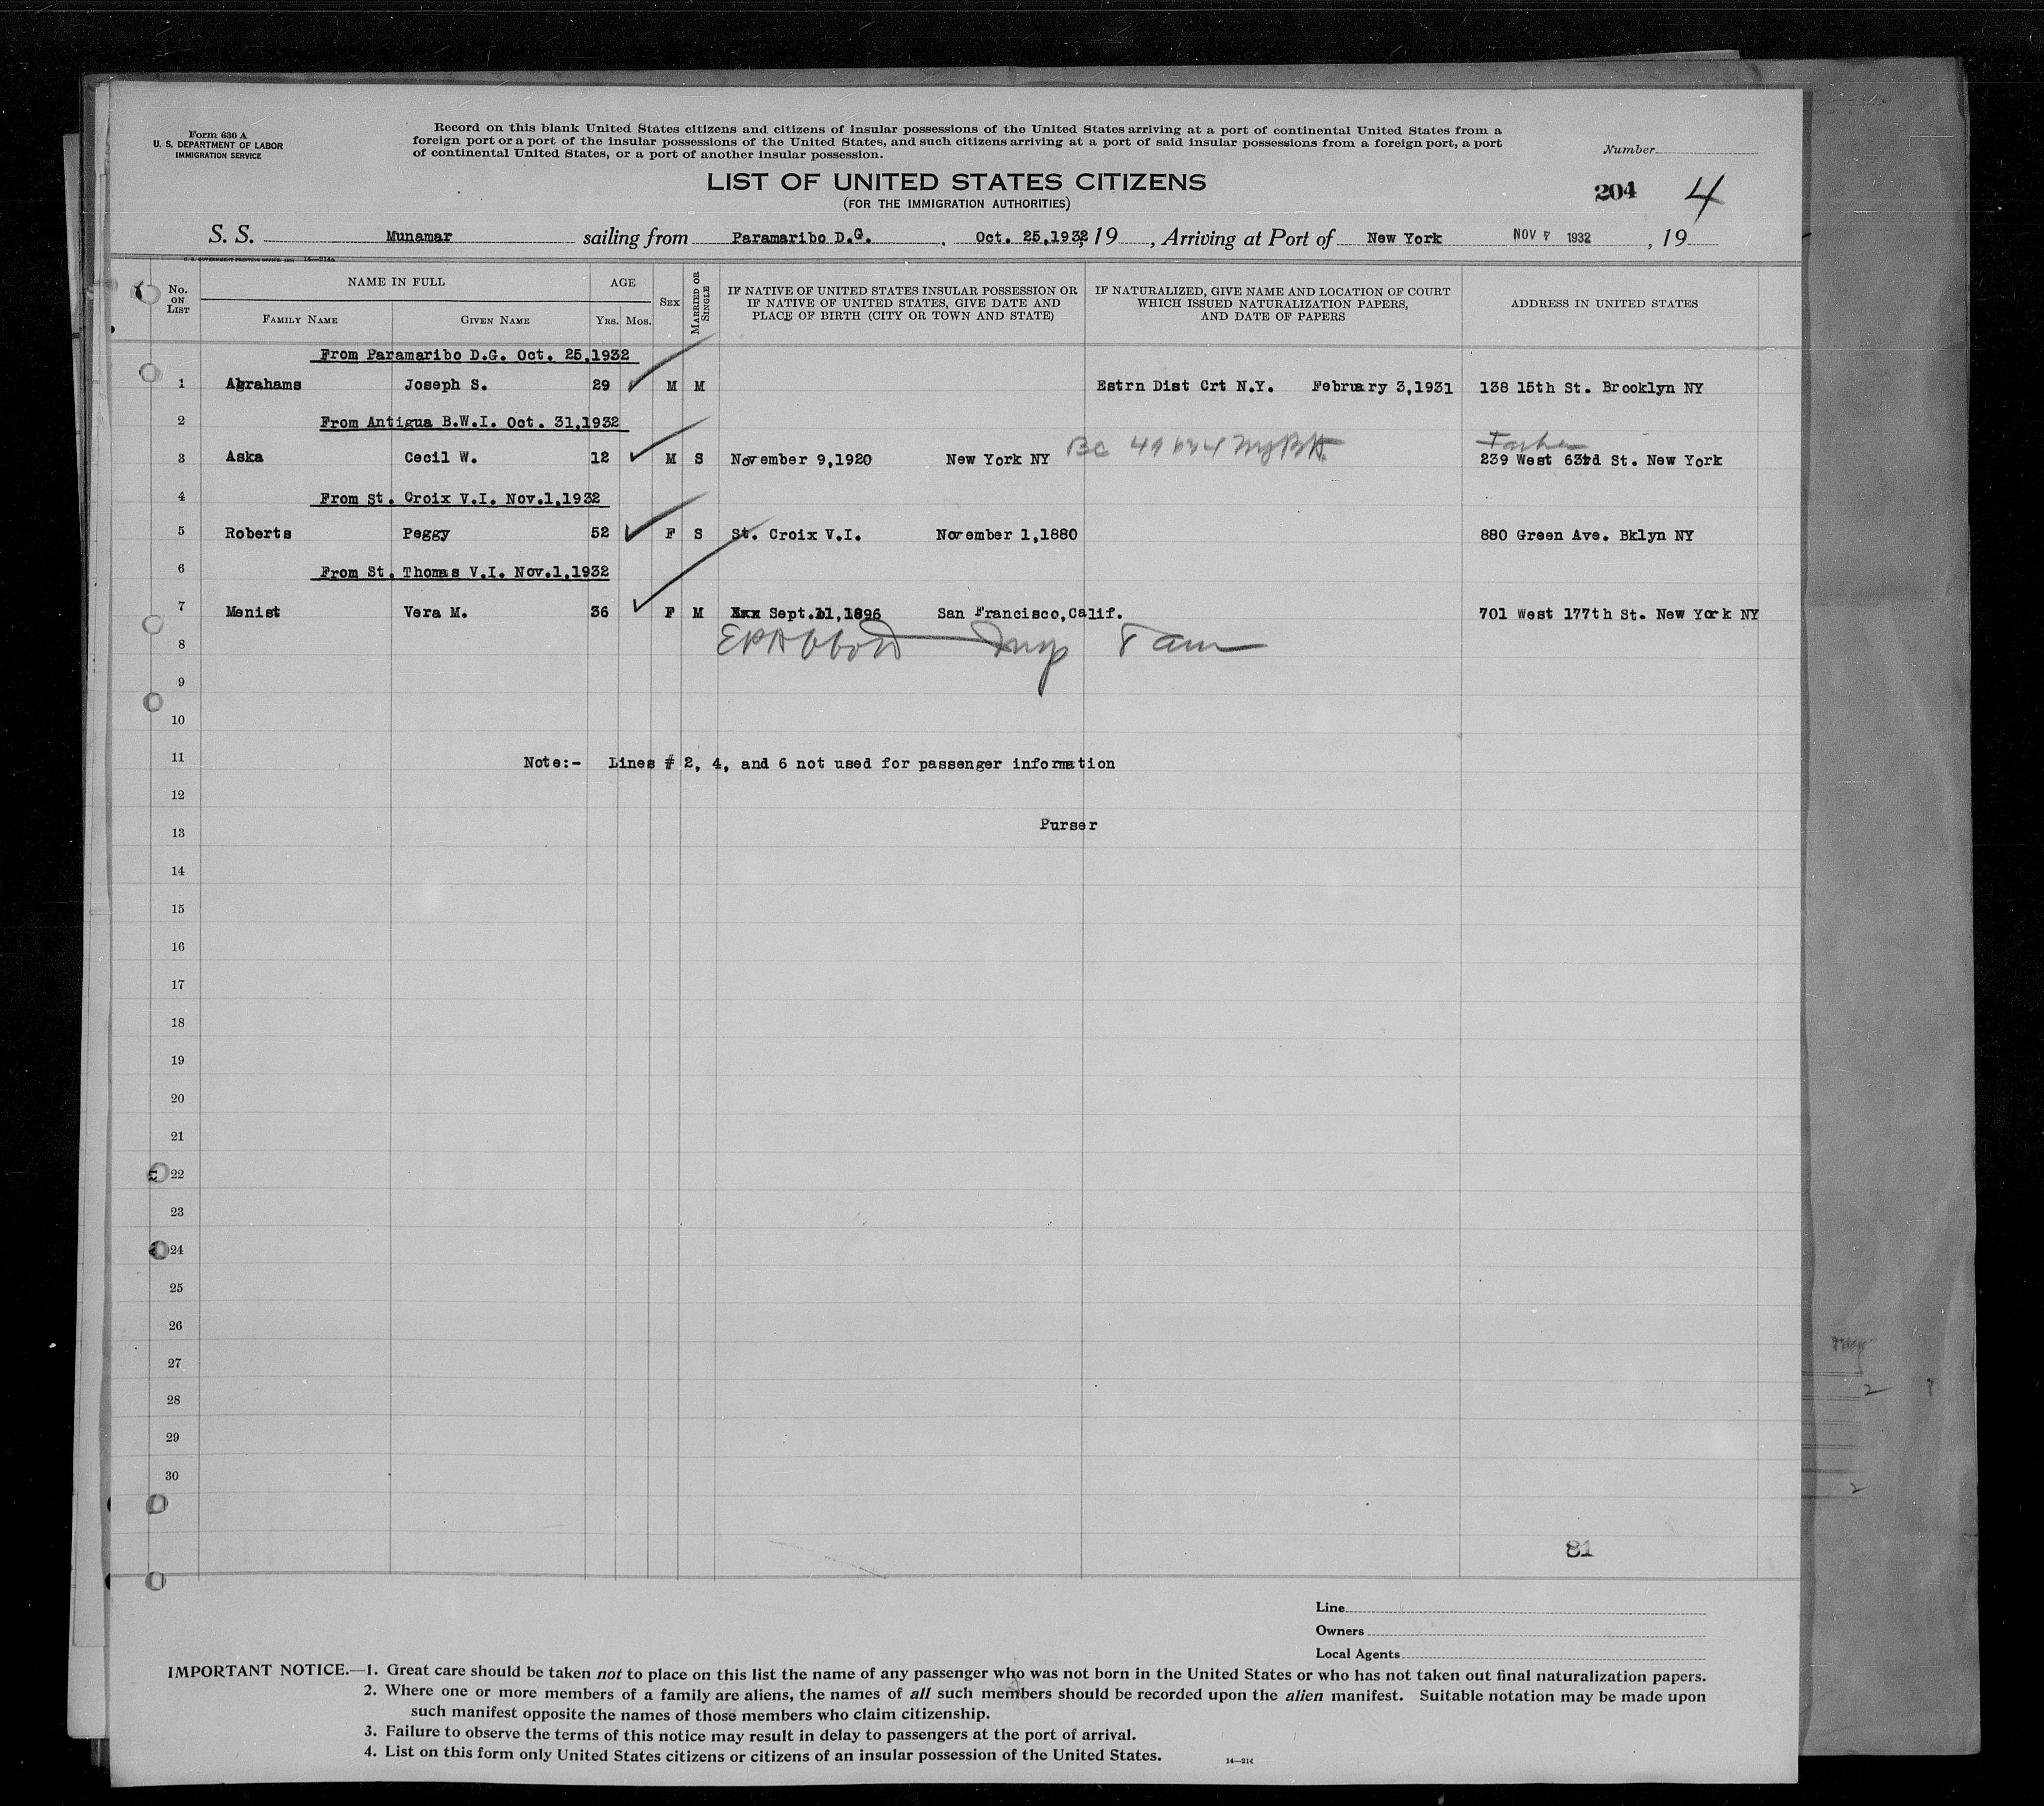 Form 630 A
U. S. DEPARTMENT OF LABOR
IMMIGRATION SERVICE
Record on this blank United States citizens and citizens of insular possessions of the United States arriving at a port of continental United States from a
foreign port or a port of the insular possessions of the United States, and such citizens arriving at a port of said insular possessions from a foreign port, a port
of continental United States, or a port of another insular possession.
Number
LIST OF UNITED STATES CITIZENS
(FOR THE IMMIGRATION AUTHORITIES)
204 4
S. S. Munamar sailing from Paramaribo D.G. , Oct. 25,1932, 19 , Arriving at Port of New York NOV 7 1932 , 19
U. S. GOVERNMENT PRINTING OFFICE: 1931 14—214a
No. ON LIST
NAME IN FULL
FAMILY NAME
GIVEN NAME
AGE
YRS. MOS.
SEX
MARRIED OR SINGLE
IF NATIVE OF UNITED STATES INSULAR POSSESSION OR
IF NATIVE OF UNITED STATES, GIVE DATE AND
PLACE OF BIRTH (CITY OR TOWN AND STATE)
IF NATURALIZED, GIVE NAME AND LOCATION OF COURT
WHICH ISSUED NATURALIZATION PAPERS,
AND DATE OF PAPERS
ADDRESS IN UNITED STATES
From Paramaribo D.G. Oct. 25,1932
1 Abrahams Joseph S. 29 M M Estrn Dist Crt N.Y. February 3,1931 138 15th St. Brooklyn NY
2 From Antigua B.W.I. Oct. 31,1932
BC 49634
Father
3 Aska Cecil W. 12 M S November 9,1920 New York NY 239 West 63rd St. New York
4 From St. Croix V.I. Nov.1,1932
5 Roberts Peggy 52 F S St. Croix V.I. November 1,1880 880 Green Ave. Bklyn NY
6 From St. Thomas V.I. Nov.1,1932
7 Menist Vera M. 36 F M Sept.11,1896 San Francisco,Calif. 701 West 177th St. New York NY
8
9
10
11 Note:- Lines # 2, 4, and 6 not used for passenger information
12
13 Purser
14
15
16
17
18
19
20
21
22
23
24
25
26
27
28
29
30
81
Line
Owners
Local Agents
IMPORTANT NOTICE.—1. Great care should be taken not to place on this list the name of any passenger who was not born in the United States or who has not taken out final naturalization papers.
2. Where one or more members of a family are aliens, the names of all such members should be recorded upon the alien manifest. Suitable notation may be made upon
such manifest opposite the names of those members who claim citizenship.
3. Failure to observe the terms of this notice may result in delay to passengers at the port of arrival.
4. List on this form only United States citizens or citizens of an insular possession of the United States.
14—214